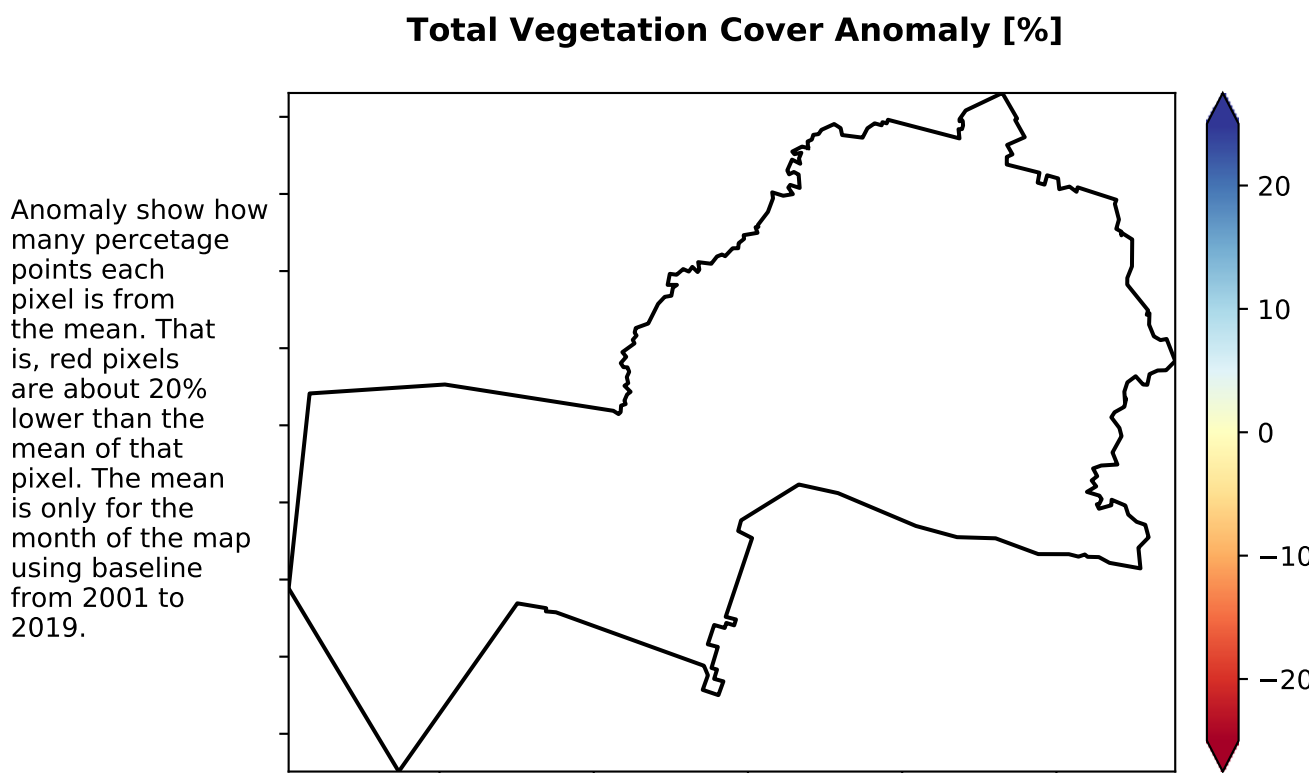 Total Vegetation Cover Anomaly [%]
Anomaly show how
many percetage
points each
pixel is from
the mean. That
is, red pixels
are about 20%
lower than the
mean of that
pixel. The mean
is only for the
month of the map
using baseline
from 2001 to
2019.
20
10
0
−10
−20